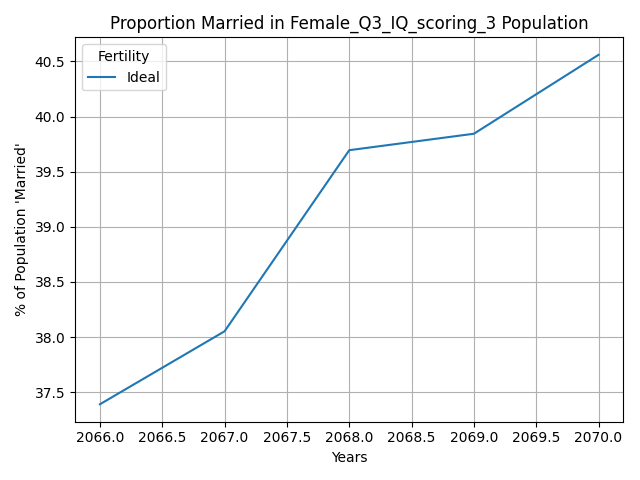 Proportion Married in Female_Q3_IQ_scoring_3 Population
Fertility
Ideal
% of Population 'Married'
40.5
40.0
39.5
39.0
38.5
38.0
37.5
2066.0 2066.5 2067.0 2067.5 2068.0 2068.5 2069.0 2069.5 2070.0
Years